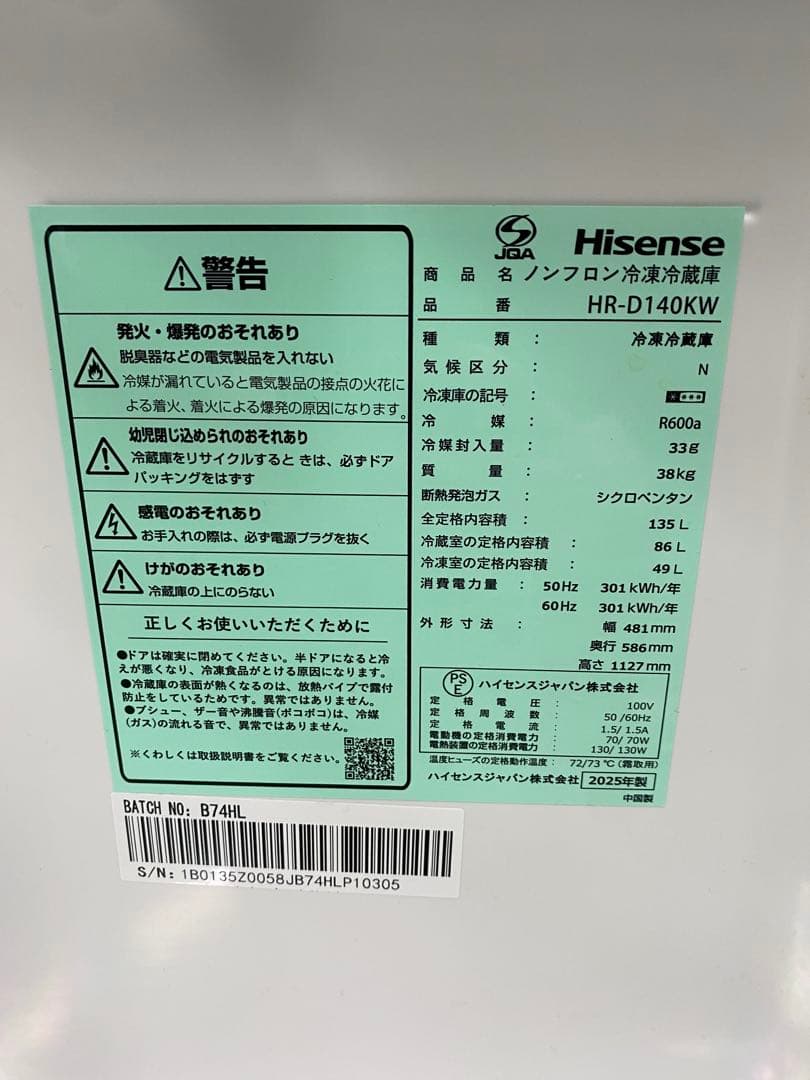 警告
発火・爆発のおそれあり
脱臭器などの電気製品を入れない
冷媒が漏れていると電気製品の接点の火花に
よる着火、着火による爆発の原因になります。
幼児閉じ込められのおそれあり
冷蔵庫をリサイクルするとき は、必ずドア
パッキングをはずす
感電のおそれあり
お手入れの際は、必ず電源プラグを抜く
けがのおそれあり
冷蔵庫の上にのらない
正しくお使いいただくために
●ドアは確実に閉めてください。半ドアになると冷
えが悪くなり、冷凍食品がとける原因になります。
●冷蔵庫の表面が熱くなるのは、放熱パイプで露付
防止をしているためです。異常ではありません。
●プシュー、ザー音や沸騰音(ポコポコ)は、冷媒
(ガス)の流れる音で、異常ではありません。
※くわしくは取扱説明書をご覧ください。
JQA Hisense
商品名 ノンフロン冷凍冷蔵庫
品番 HR-D140KW
種類 : 冷凍冷蔵庫
気候区分 : N
冷凍庫の記号 :
冷媒 : R600a
冷媒封入量 : 33g
質量 : 38kg
断熱発泡ガス : シクロペンタン
全定格内容積 : 135 L
冷蔵室の定格内容積 : 86 L
冷凍室の定格内容積 : 49 L
消費電力量 : 50Hz 301 kWh/年
60Hz 301 kWh/年
外形寸法 : 幅 481mm
奥行 586mm
高さ 1127mm
PSE ハイセンスジャパン株式会社
定格電圧 : 100V
定格周波数 : 50 /60Hz
定格電流 : 1.5/ 1.5A
電動機の定格消費電力 : 70/ 70W
電熱装置の定格消費電力 : 130/ 130W
温度ヒューズの定格動作温度 : 72/73 ℃ (霜取用)
ハイセンスジャパン株式会社 2025年製
中国製
BATCH NO: B74HL
S/N: 1B0135Z0058JB74HLP10305